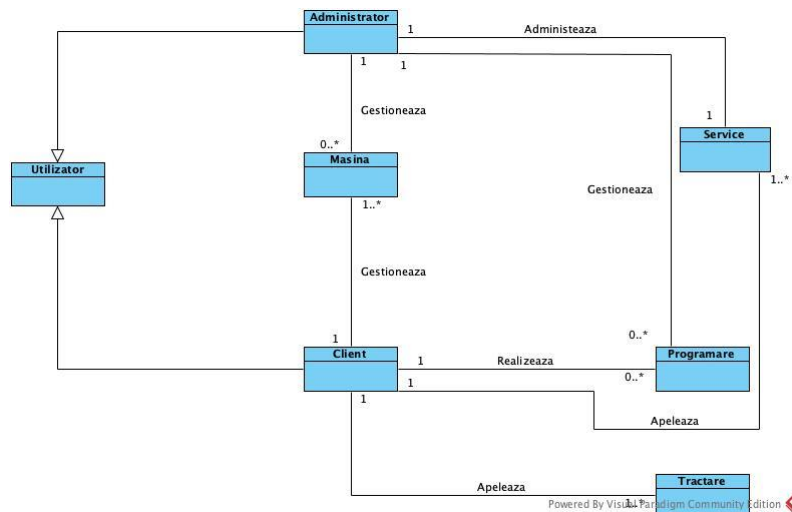 Administrator
1
Administeaza
1
1
Gestioneaza
1
0..*
Masina
Service
Utilizator
1..*
1..*
Gestioneaza
Gestioneaza
0..*
1
Client
1
Realizeaza
Programare
0..*
1
1
Apeleaza
Apeleaza
Tractare
1..*
Powered By Visual Paradigm Community Edition